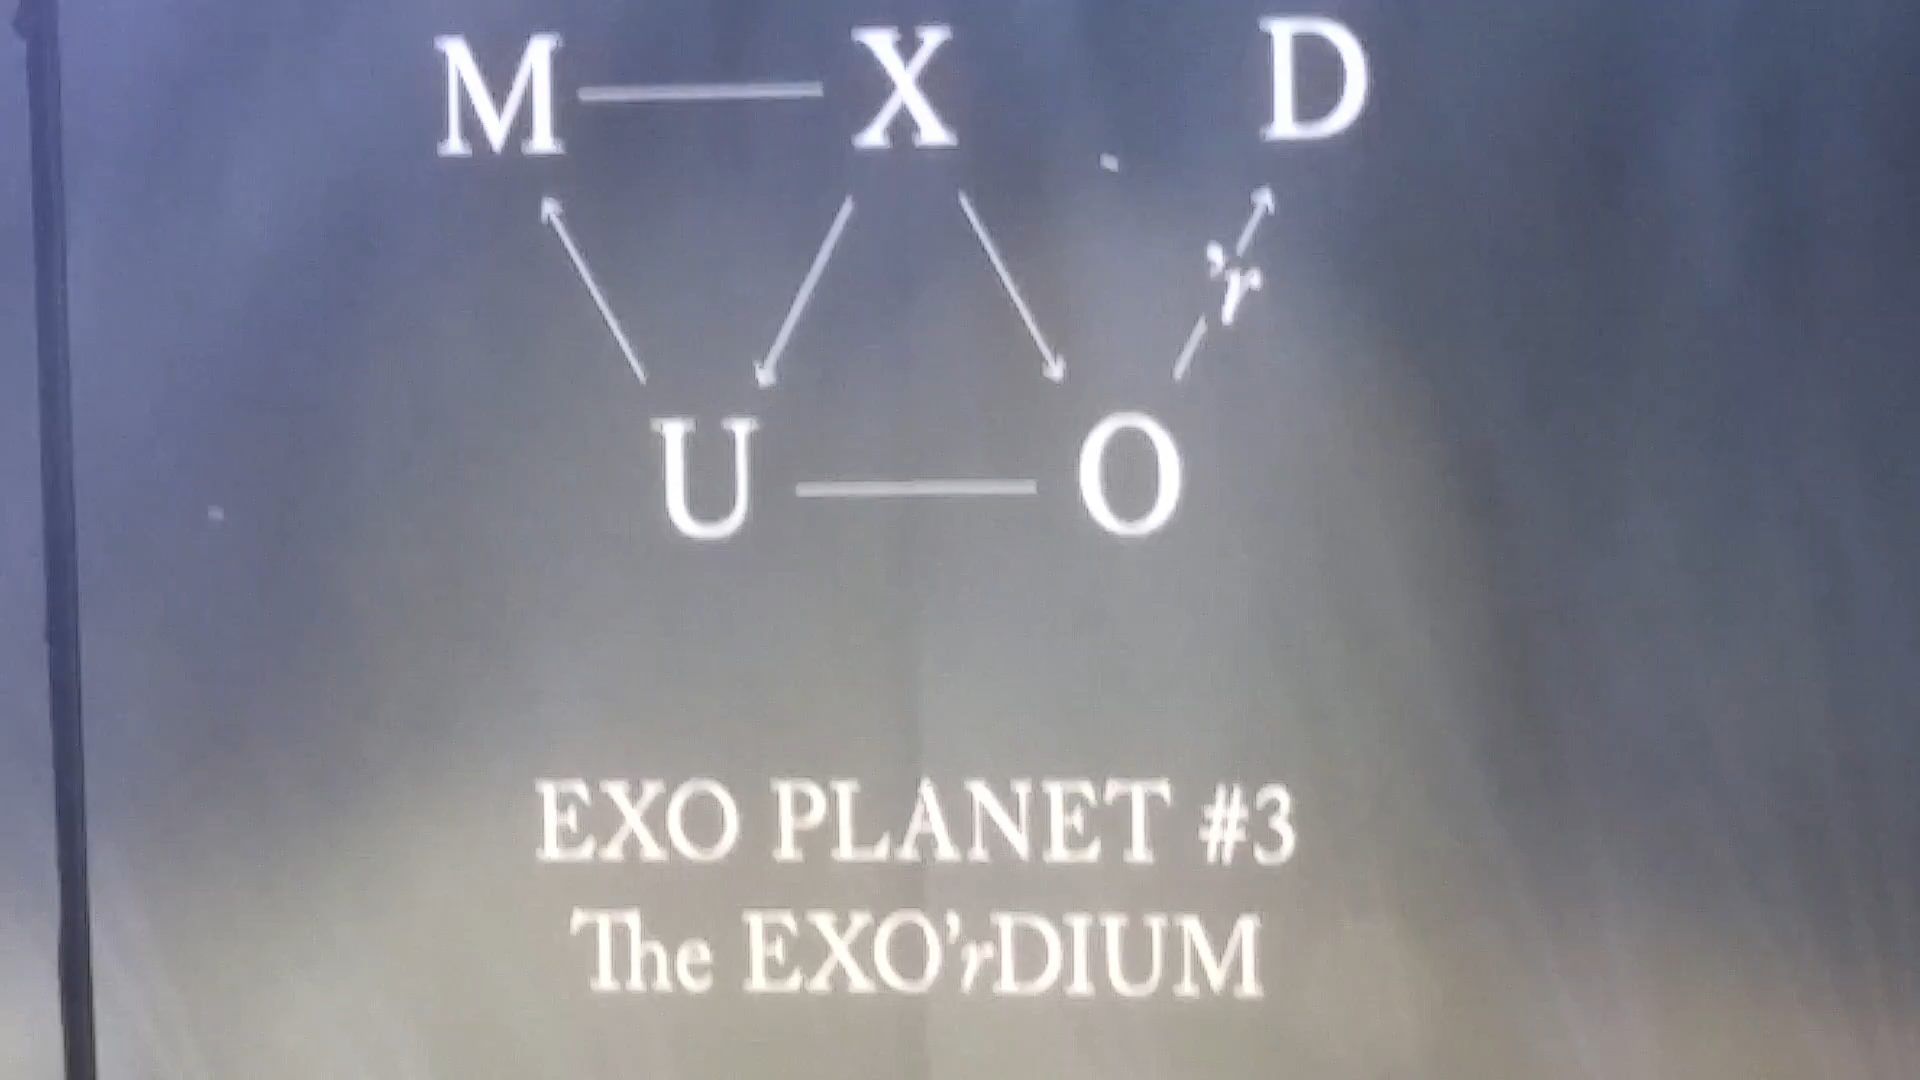 M X D
'r
U O
EXO PLANET #3
The EXO'rDIUM